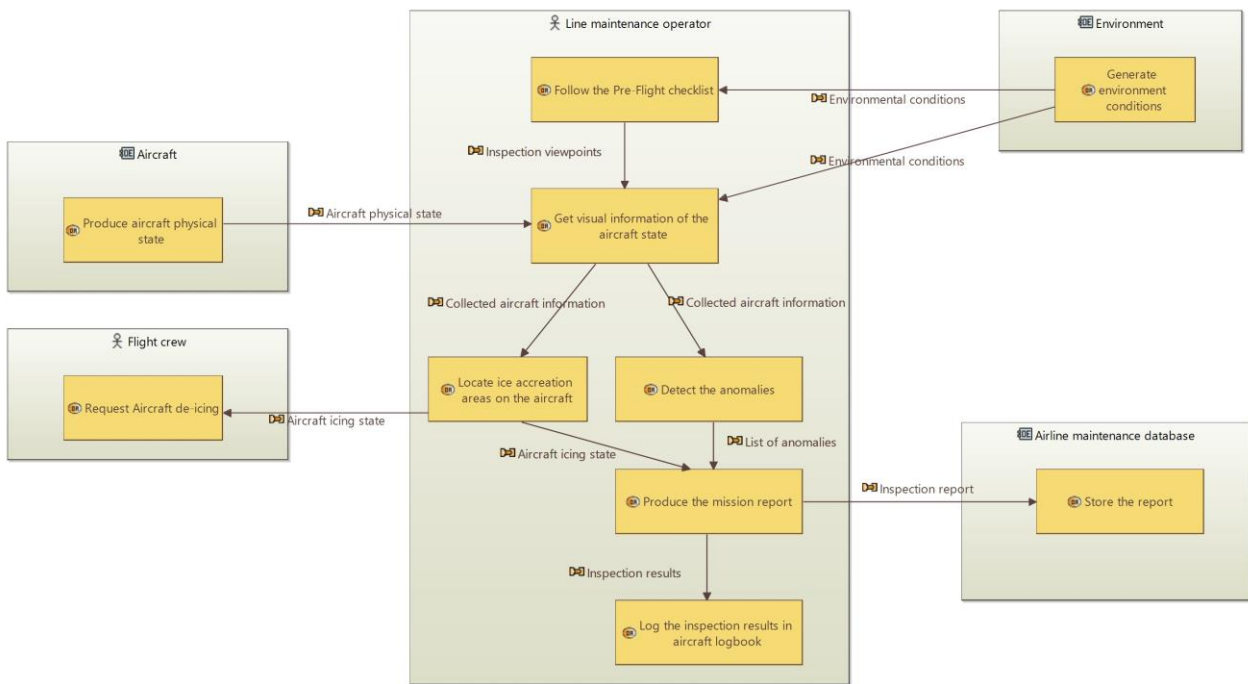 Line maintenance operator
Environment
Follow the Pre-Flight checklist
Environmental conditions
Generate
environment
conditions
Inspection viewpoints
Environmental conditions
Aircraft
Produce aircraft physical
state
Aircraft physical state
Get visual information of the
aircraft state
Collected aircraft information
Collected aircraft information
Flight crew
Request Aircraft de-icing
Aircraft icing state
Locate ice accreation
areas on the aircraft
Detect the anomalies
Aircraft icing state
List of anomalies
Airline maintenance database
Produce the mission report
Inspection report
Store the report
Inspection results
Log the inspection results in
aircraft logbook